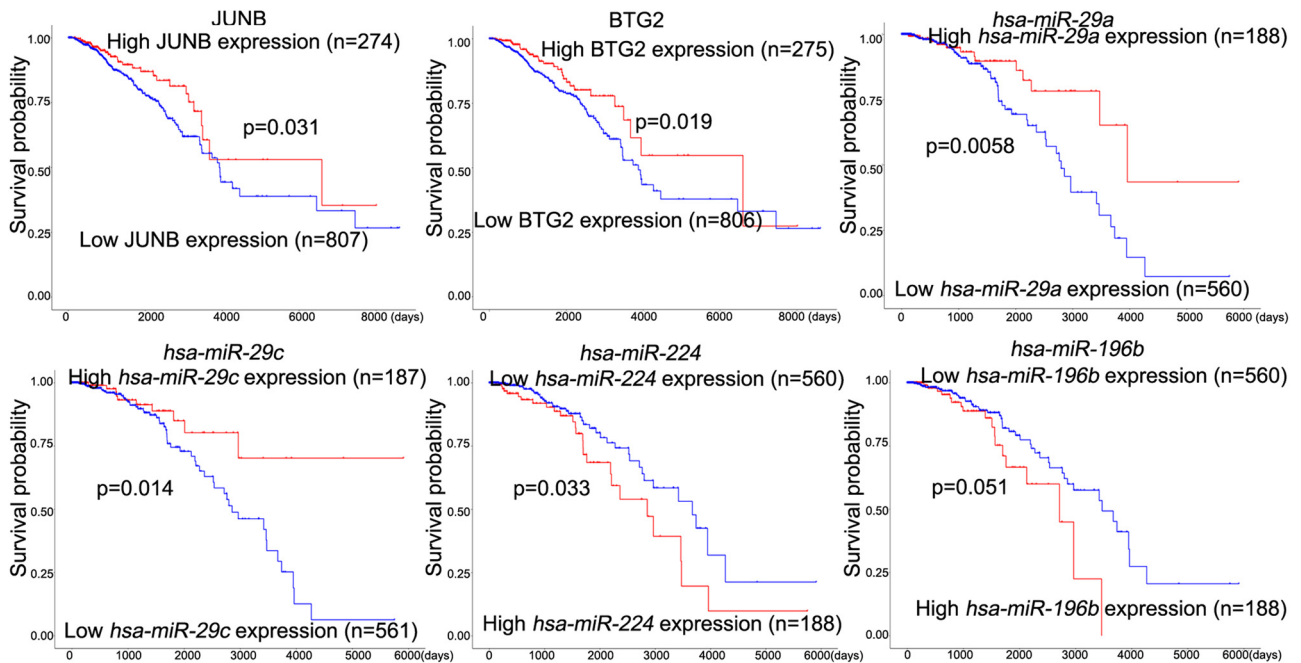 JUNB
High JUNB expression (n=274)
Survival probability
1.00
0.75
0.50
0.25
0.00
p=0.031
Low JUNB expression (n=807)
0 2000 4000 6000 8000 (days)
BTG2
High BTG2 expression (n=275)
Survival probability
1.00
0.75
0.50
0.25
0.00
p=0.019
Low BTG2 expression (n=806)
0 2000 4000 6000 8000 (days)
hsa-miR-29a
High hsa-miR-29a expression (n=188)
Survival probability
1.00
0.75
0.50
0.25
0.00
p=0.0058
Low hsa-miR-29a expression (n=560)
0 1000 2000 3000 4000 5000 6000 (days)
hsa-miR-29c
High hsa-miR-29c expression (n=187)
Survival probability
1.00
0.75
0.50
0.25
0.00
p=0.014
Low hsa-miR-29c expression (n=561)
0 1000 2000 3000 4000 5000 6000(days)
hsa-miR-224
Low hsa-miR-224 expression (n=560)
Survival probability
1.00
0.75
0.50
0.25
0.00
p=0.033
High hsa-miR-224 expression (n=188)
0 1000 2000 3000 4000 5000 6000(days)
hsa-miR-196b
Low hsa-miR-196b expression (n=560)
Survival probability
1.00
0.75
0.50
0.25
0.00
p=0.051
High hsa-miR-196b expression (n=188)
0 1000 2000 3000 4000 5000 6000(days)